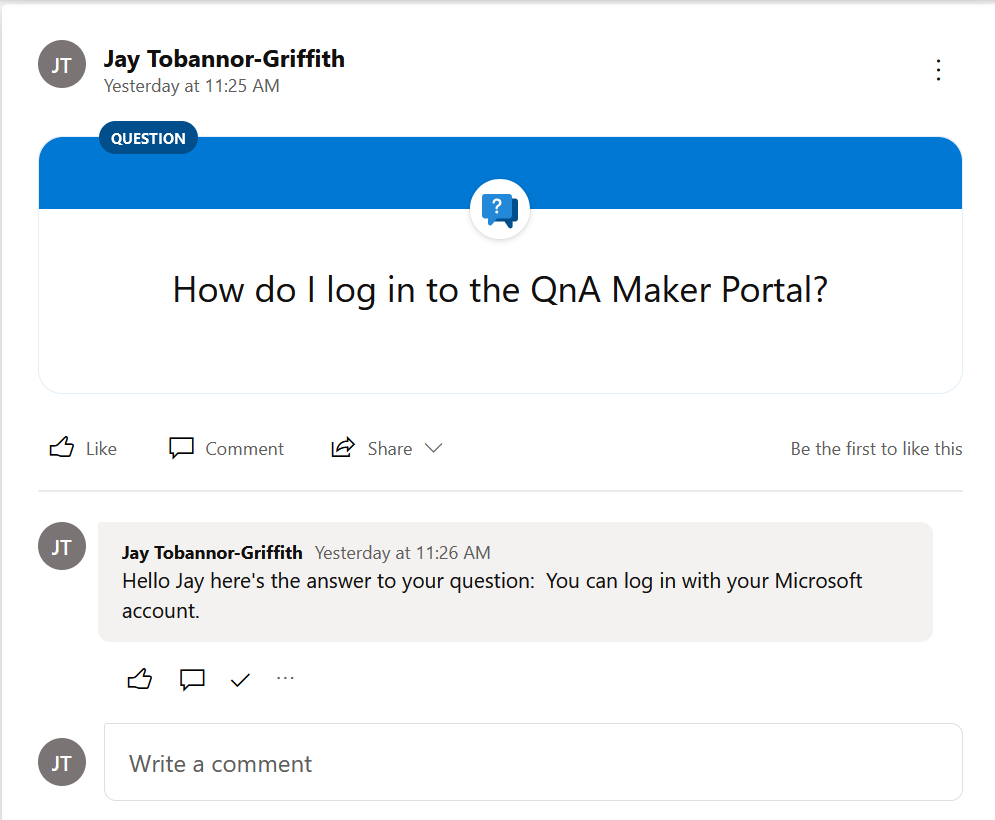 JT
Jay Tobannor-Griffith
Yesterday at 11:25 AM
QUESTION
?
How do I log in to the QnA Maker Portal?
Like Comment Share Be the first to like this
JT
Jay Tobannor-Griffith Yesterday at 11:26 AM
Hello Jay here's the answer to your question:  You can log in with your Microsoft
account.
JT
Write a comment